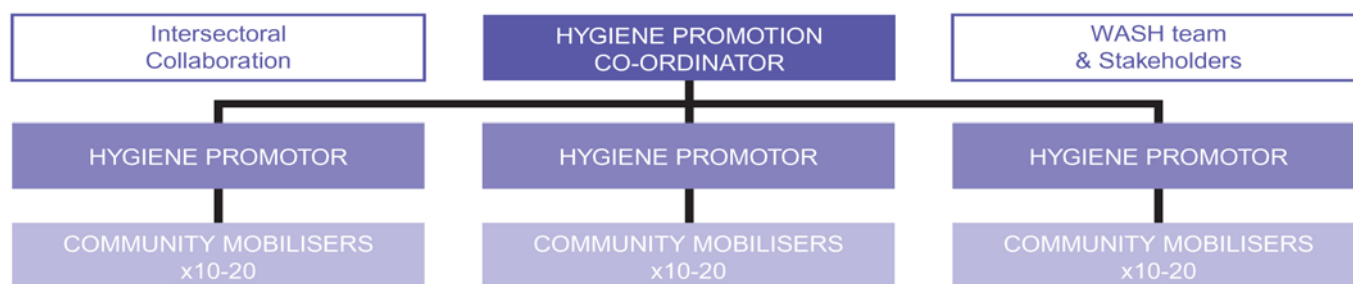 Intersectoral
Collaboration
HYGIENE PROMOTION
CO-ORDINATOR
WASH team
& Stakeholders
HYGIENE PROMOTOR
HYGIENE PROMOTOR
HYGIENE PROMOTOR
COMMUNITY MOBILISERS
x10-20
COMMUNITY MOBILISERS
x10-20
COMMUNITY MOBILISERS
x10-20